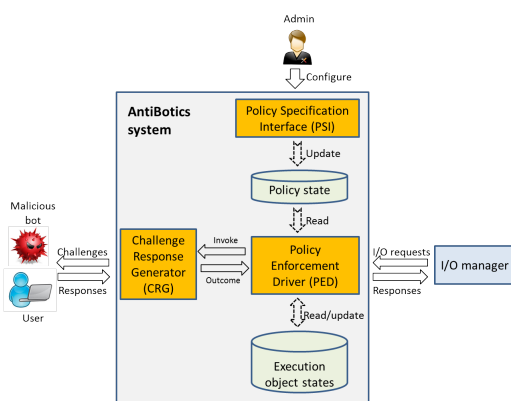 Admin
Configure
AntiBotics
system
Policy Specification
Interface (PSI)
Update
Policy state
Read
Malicious
bot
Challenges
Responses
User
Challenge
Response
Generator
(CRG)
Invoke
Outcome
Policy
Enforcement
Driver (PED)
I/O requests
Responses
I/O manager
Read/update
Execution
object states